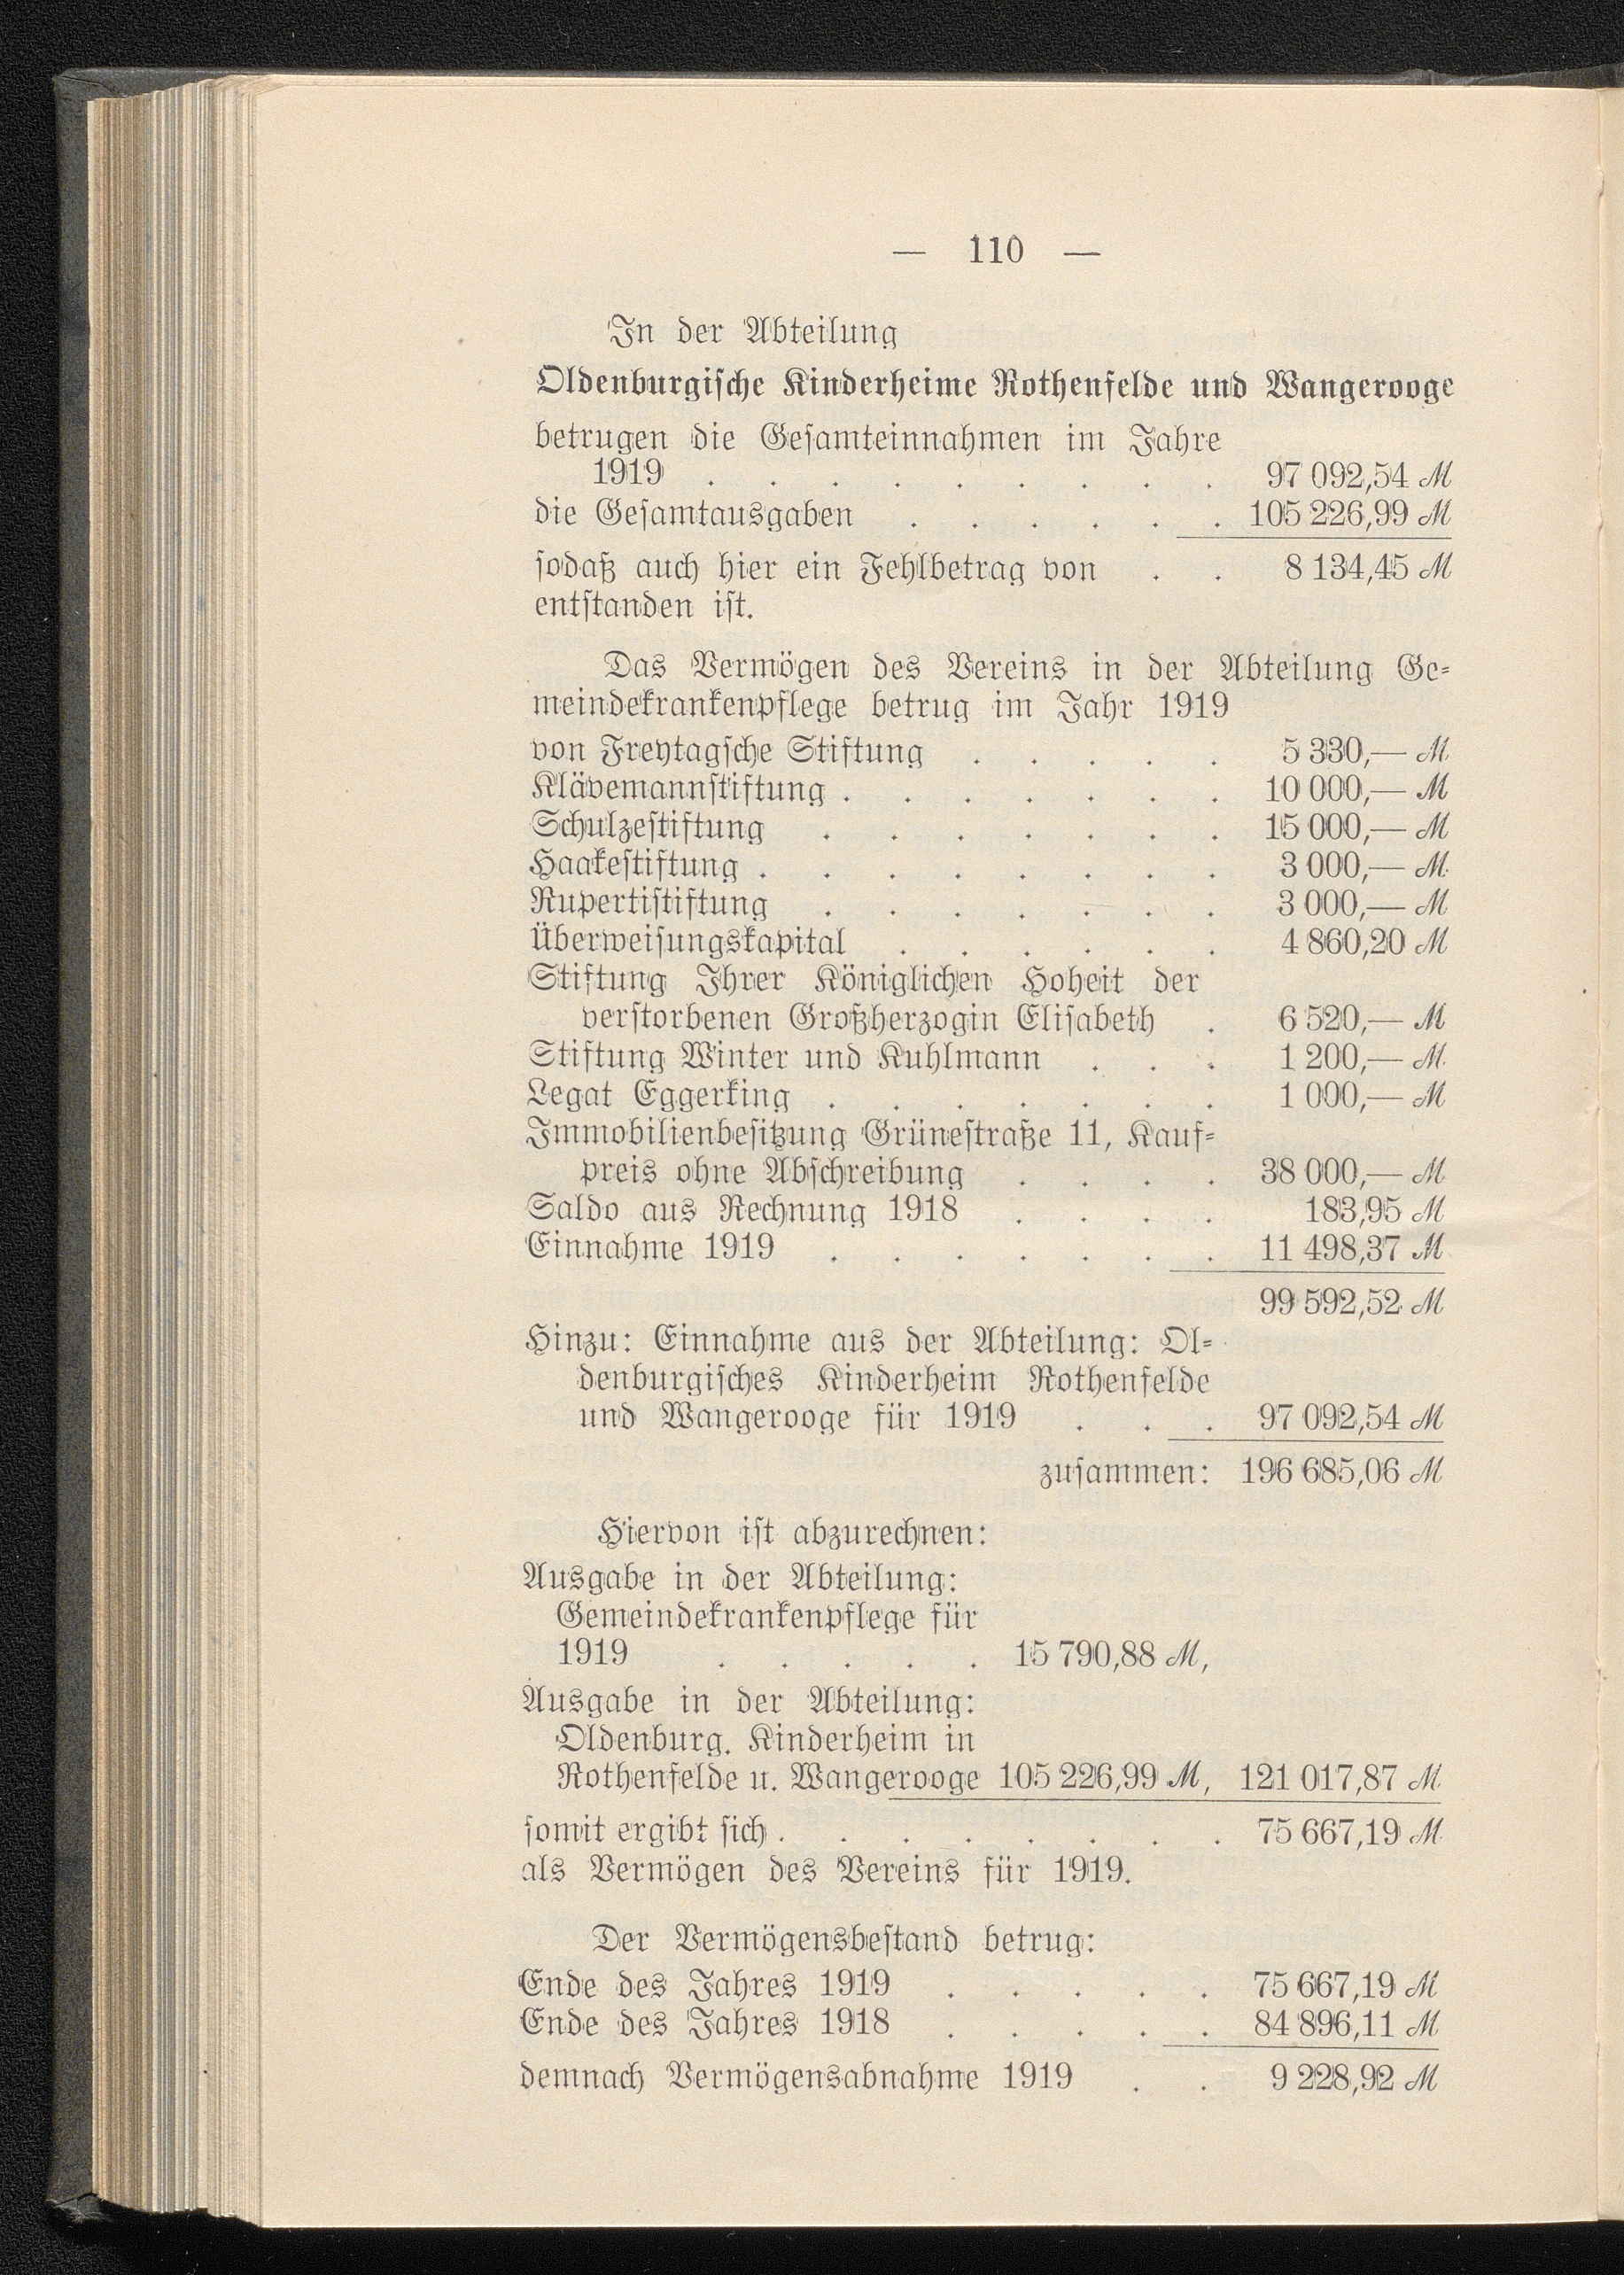 — 110 —
In der Abteilung
Oldenburgische Kinderheime Rothenfelde und Wangerooge
betrugen die Gesamteinnahmen im Jahre
1919 . . . . . . . . . 97 092,54 ℳ
die Gesamtausgaben . . . . . . 105 226,99 ℳ
sodaß auch hier ein Fehlbetrag von . . 8 134,45 ℳ
entstanden ist.
Das Vermögen des Vereins in der Abteilung Ge-
meindekrankenpflege betrug im Jahr 1919
von Freytagsche Stiftung . . . . . 5 330,— ℳ
Klävemannstiftung . . . . . . . 10 000,— ℳ
Schulzestiftung . . . . . . . 15 000,— ℳ
Haakestiftung . . . . . . . . 3 000,— ℳ
Rupertistiftung . . . . . . . 3 000,— ℳ
Überweisungskapital . . . . . . 4 860,20 ℳ
Stiftung Ihrer Königlichen Hoheit der
verstorbenen Großherzogin Elisabeth . 6 520,— ℳ
Stiftung Winter und Kuhlmann . . . 1 200,— ℳ
Legat Eggerking . . . . . . . 1 000,— ℳ
Immobilienbesitzung Grünestraße 11, Kauf-
preis ohne Abschreibung . . . . 38 000,— ℳ
Saldo aus Rechnung 1918 . . . . 183,95 ℳ
Einnahme 1919 . . . . . . . 11 498,37 ℳ
99 592,52 ℳ
Hinzu: Einnahme aus der Abteilung: Ol-
denburgisches Kinderheim Rothenfelde
und Wangerooge für 1919 . . . 97 092,54 ℳ
zusammen: 196 685,06 ℳ
Hiervon ist abzurechnen:
Ausgabe in der Abteilung:
Gemeindekrankenpflege für
1919 . . . . . 15 790,88 ℳ,
Ausgabe in der Abteilung:
Oldenburg. Kinderheim in
Rothenfelde u. Wangerooge 105 226,99 ℳ, 121 017,87 ℳ
somit ergibt sich . . . . . . . . 75 667,19 ℳ
als Vermögen des Vereins für 1919.
Der Vermögensbestand betrug:
Ende des Jahres 1919 . . . . . 75 667,19 ℳ
Ende des Jahres 1918 . . . . . 84 896,11 ℳ
demnach Vermögensabnahme 1919 . . 9 228,92 ℳ